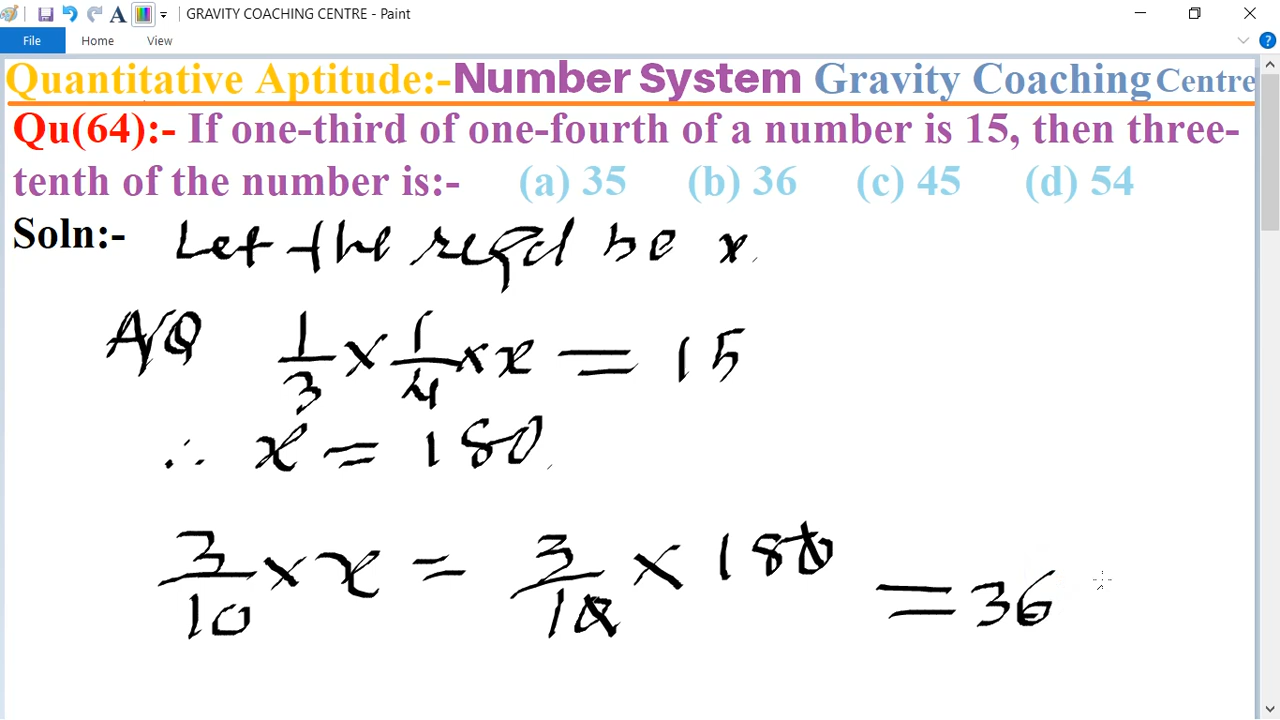 GRAVITY COACHING CENTRE - Paint
File Home View
Quantitative Aptitude:-Number System Gravity Coaching Centre
Qu(64):- If one-third of one-fourth of a number is 15, then three-
tenth of the number is:- (a) 35 (b) 36 (c) 45 (d) 54
Soln:- Let the reqd be x.
A/Q 1/3 × 1/4 × x = 15
∴ x = 180.
3/10 × x = 3/10 × 180 = 36